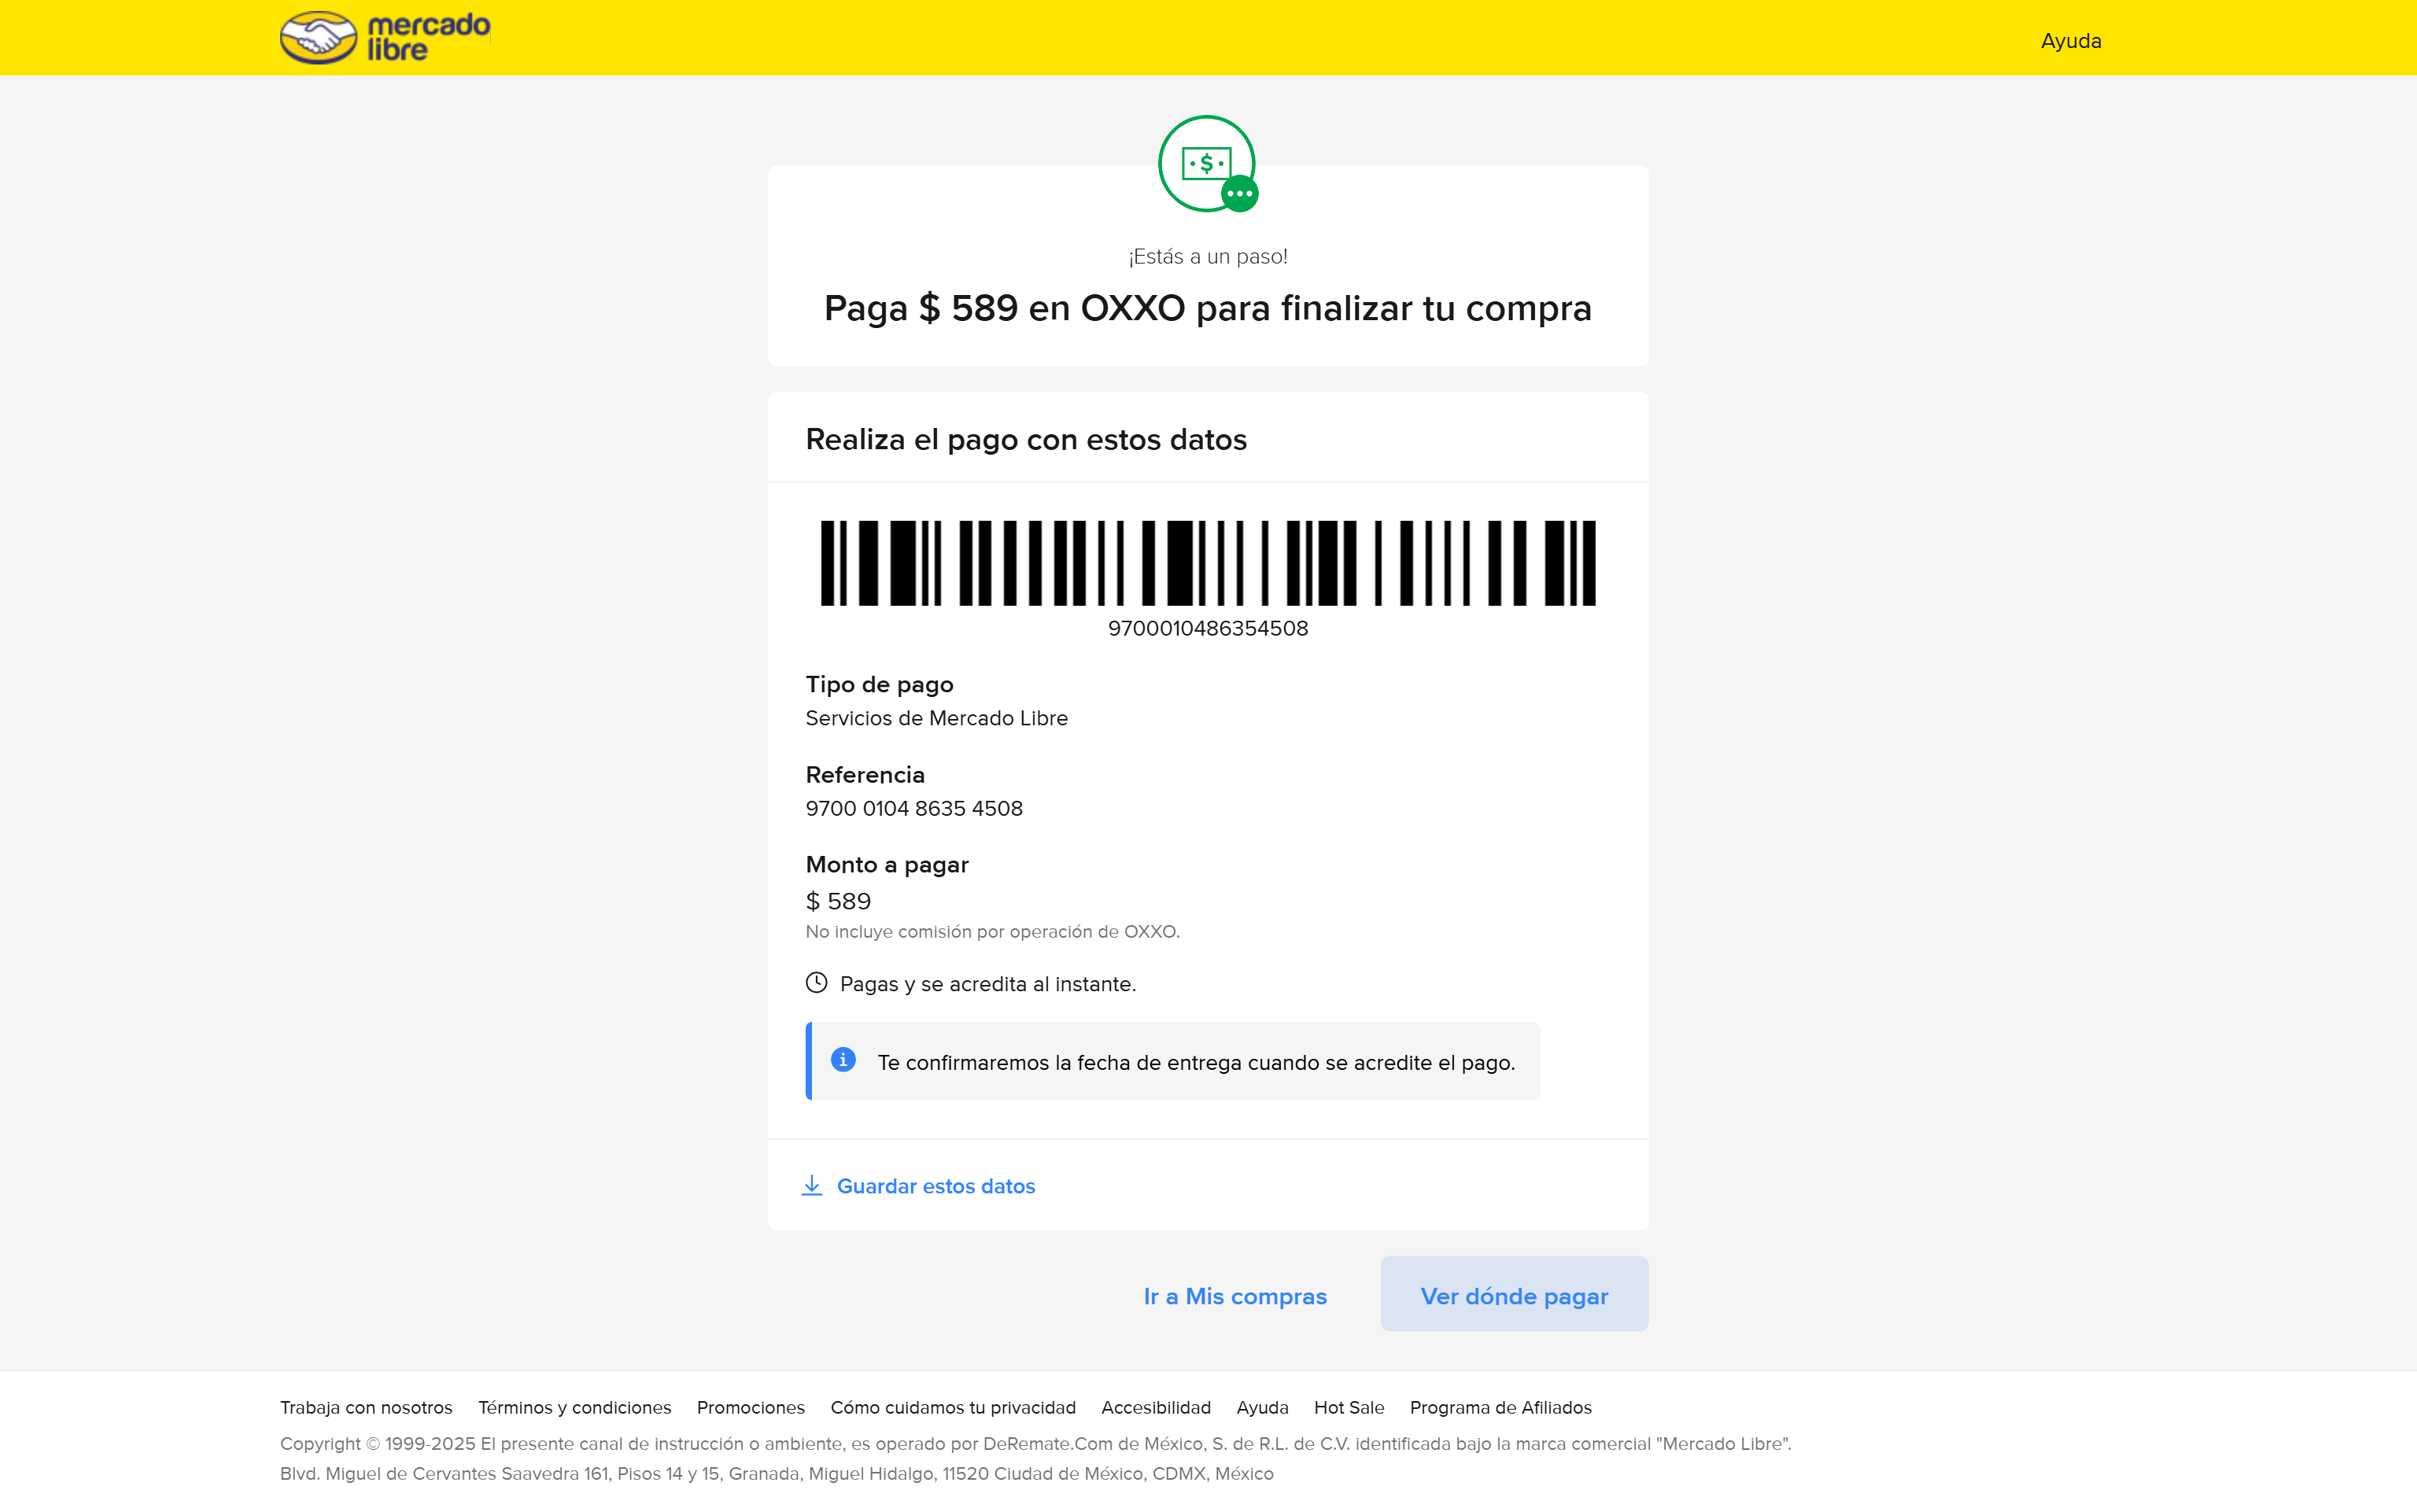 mercado
libre
Ayuda
¡Estás a un paso!
Paga $ 589 en OXXO para finalizar tu compra
Realiza el pago con estos datos
9700010486354508
Tipo de pago
Servicios de Mercado Libre
Referencia
9700 0104 8635 4508
Monto a pagar
$ 589
No incluye comisión por operación de OXXO.
Pagas y se acredita al instante.
Te confirmaremos la fecha de entrega cuando se acredite el pago.
Guardar estos datos
Ir a Mis compras Ver dónde pagar
Trabaja con nosotros Términos y condiciones Promociones Cómo cuidamos tu privacidad Accesibilidad Ayuda Hot Sale Programa de Afiliados
Copyright © 1999-2025 El presente canal de instrucción o ambiente, es operado por DeRemate.Com de México, S. de R.L. de C.V. identificada bajo la marca comercial "Mercado Libre".
Blvd. Miguel de Cervantes Saavedra 161, Pisos 14 y 15, Granada, Miguel Hidalgo, 11520 Ciudad de México, CDMX, México